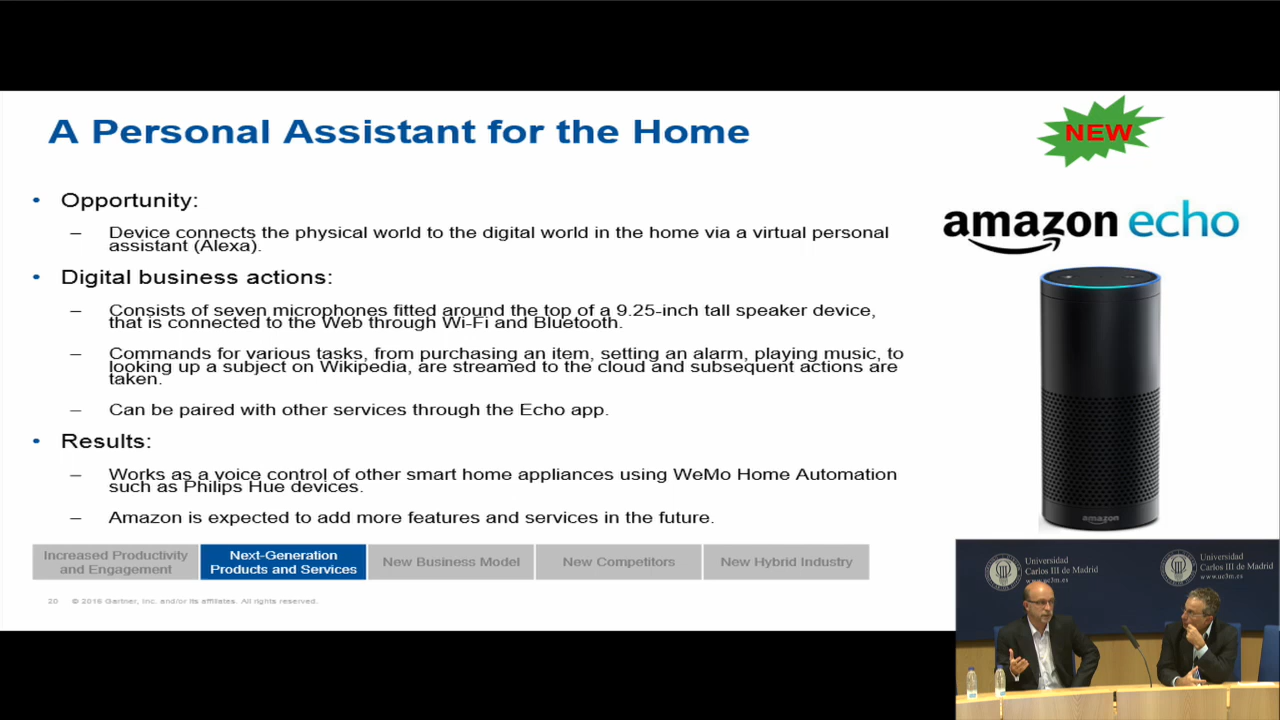 A Personal Assistant for the Home
NEW
amazon echo
• Opportunity:
– Device connects the physical world to the digital world in the home via a virtual personal
assistant (Alexa).
• Digital business actions:
– Consists of seven microphones fitted around the top of a 9.25-inch tall speaker device,
that is connected to the Web through Wi-Fi and Bluetooth.
– Commands for various tasks, from purchasing an item, setting an alarm, playing music, to
looking up a subject on Wikipedia, are streamed to the cloud and subsequent actions are
taken.
– Can be paired with other services through the Echo app.
• Results:
– Works as a voice control of other smart home appliances using WeMo Home Automation
such as Philips Hue devices.
– Amazon is expected to add more features and services in the future.
amazon
Increased Productivity
and Engagement
Next-Generation
Products and Services
New Business Model
New Competitors
New Hybrid Industry
20 © 2016 Gartner, Inc. and/or its affiliates. All rights reserved.
Universidad
Carlos III de Madrid
www.uc3m.es
Universidad
Carlos III de Madrid
www.uc3m.es